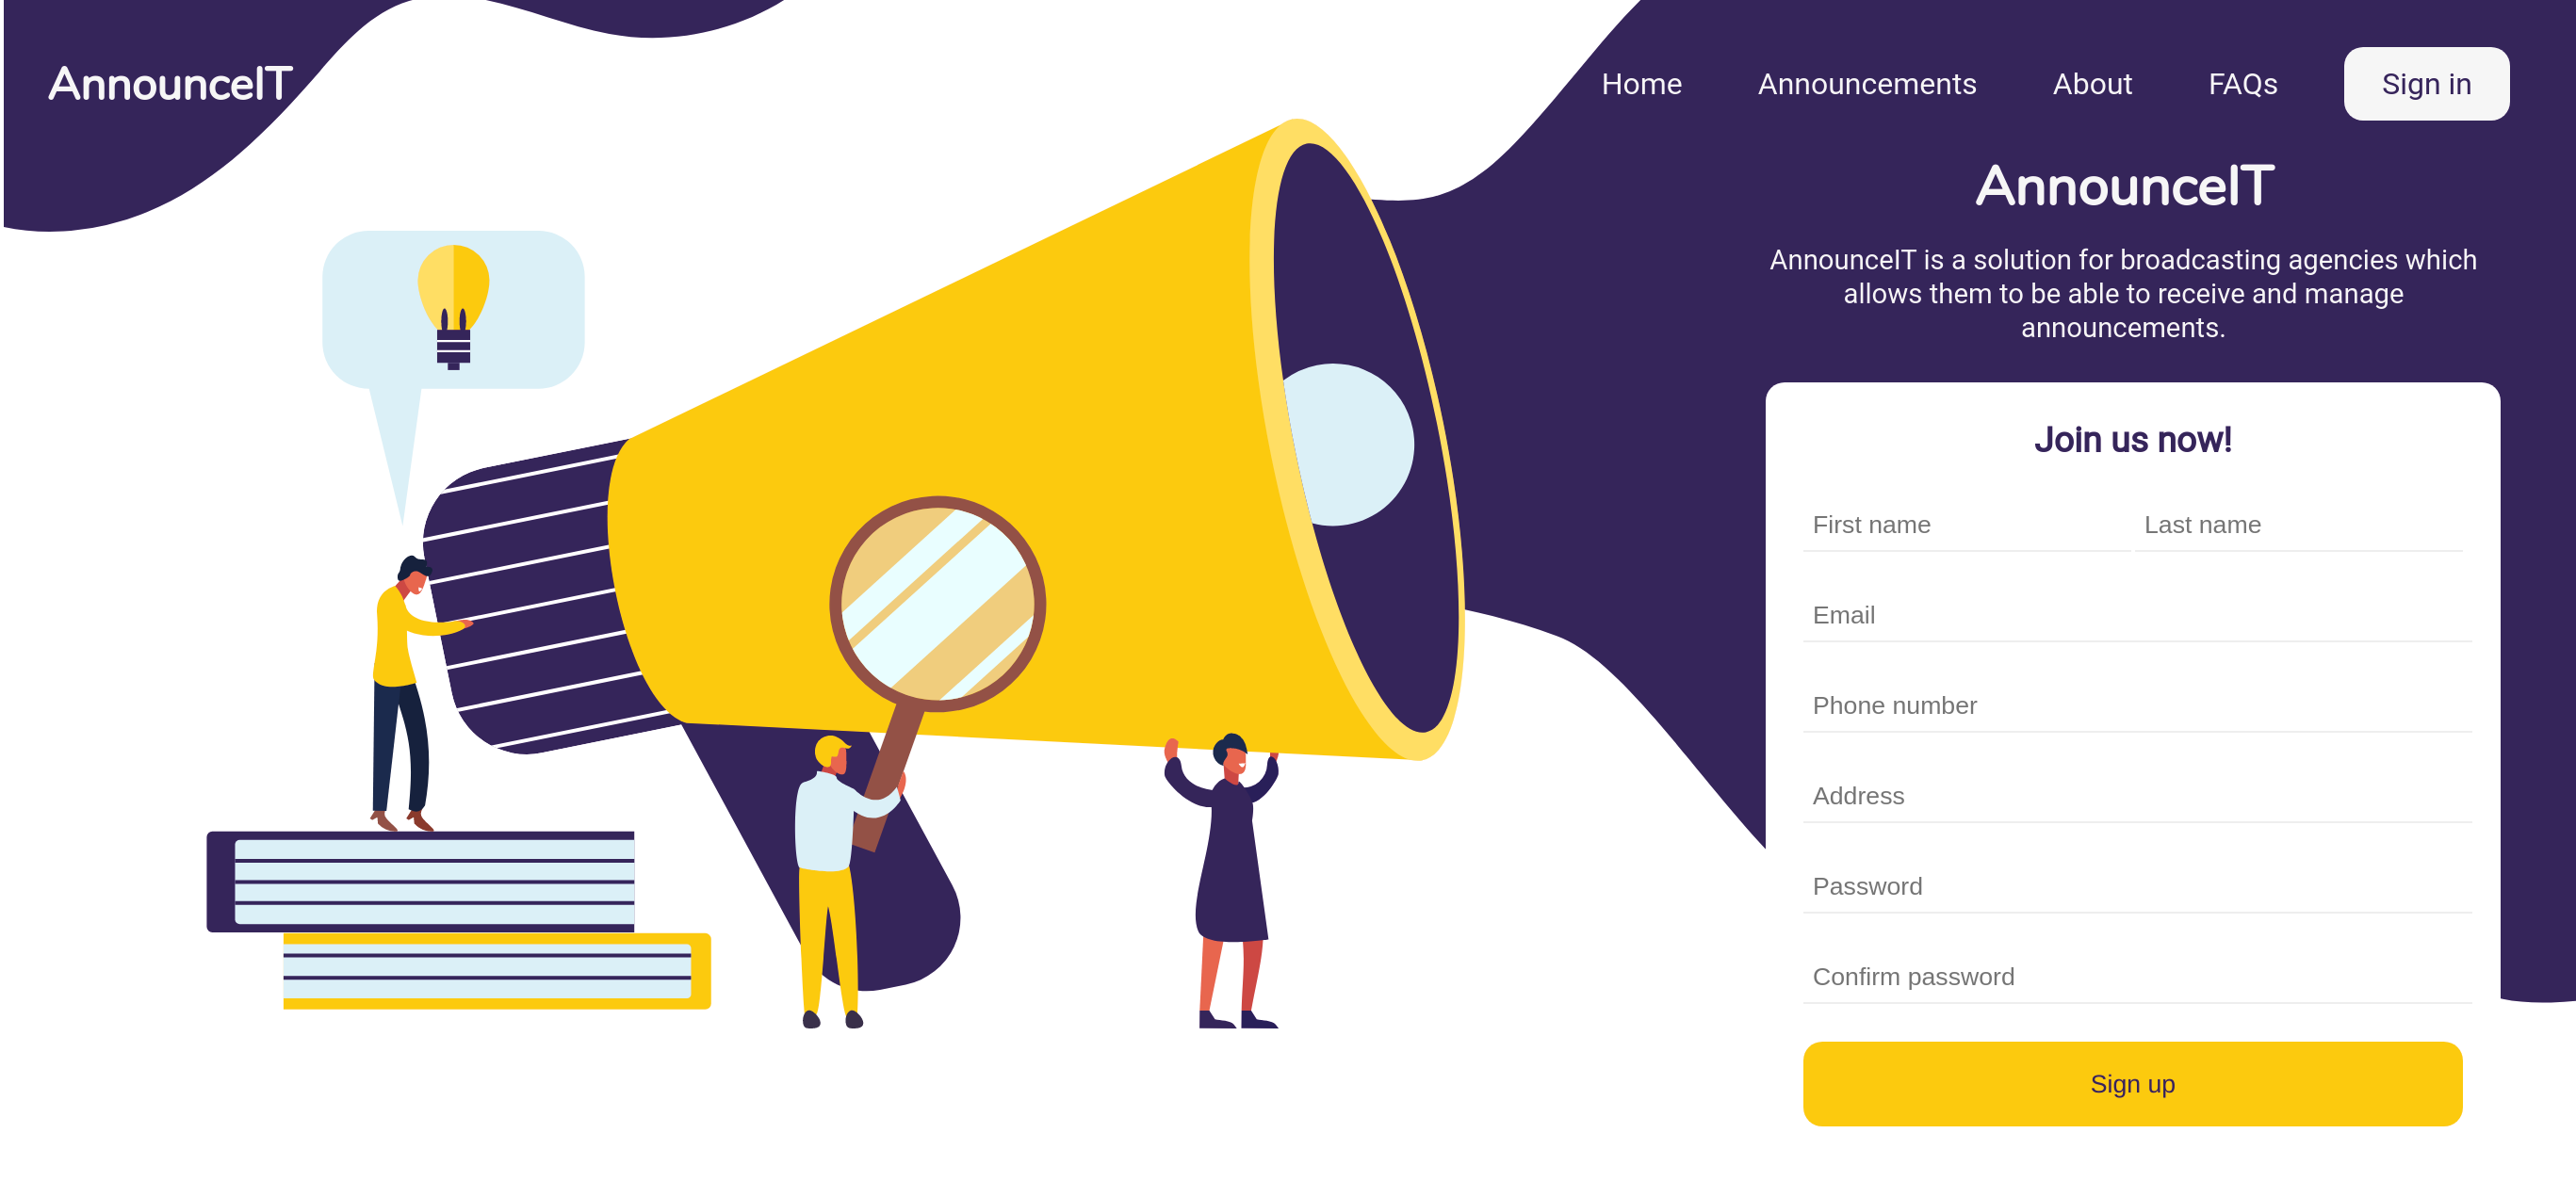 AnnounceIT
Home Announcements About FAQs Sign in
AnnounceIT
AnnounceIT is a solution for broadcasting agencies which
allows them to be able to receive and manage
announcements.
Join us now!
First name Last name
Email
Phone number
Address
Password
Confirm password
Sign up